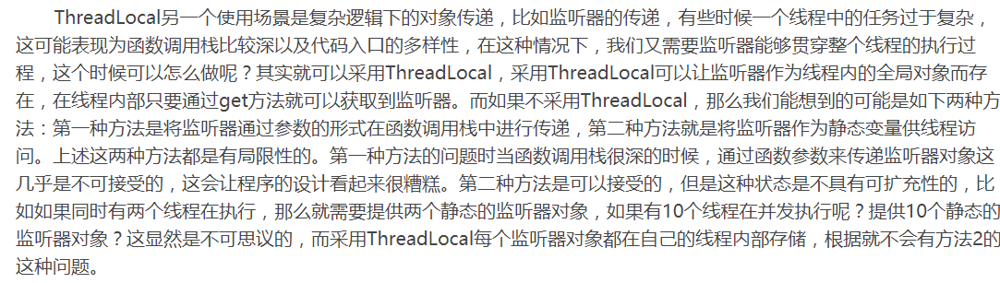 ThreadLocal另一个使用场景是复杂逻辑下的对象传递，比如监听器的传递，有些时候一个线程中的任务过于复杂，
这可能表现为函数调用栈比较深以及代码入口的多样性，在这种情况下，我们又需要监听器能够贯穿整个线程的执行过
程，这个时候可以怎么做呢？其实就可以采用ThreadLocal，采用ThreadLocal可以让监听器作为线程内的全局对象而存
在，在线程内部只要通过get方法就可以获取到监听器。而如果不采用ThreadLocal，那么我们能想到的可能是如下两种方
法：第一种方法是将监听器通过参数的形式在函数调用栈中进行传递，第二种方法就是将监听器作为静态变量供线程访
问。上述这两种方法都是有局限性的。第一种方法的问题时当函数调用栈很深的时候，通过函数参数来传递监听器对象这
几乎是不可接受的，这会让程序的设计看起来很糟糕。第二种方法是可以接受的，但是这种状态是不具有可扩充性的，比
如如果同时有两个线程在执行，那么就需要提供两个静态的监听器对象，如果有10个线程在并发执行呢？提供10个静态的
监听器对象？这显然是不可思议的，而采用ThreadLocal每个监听器对象都在自己的线程内部存储，根据就不会有方法2的
这种问题。